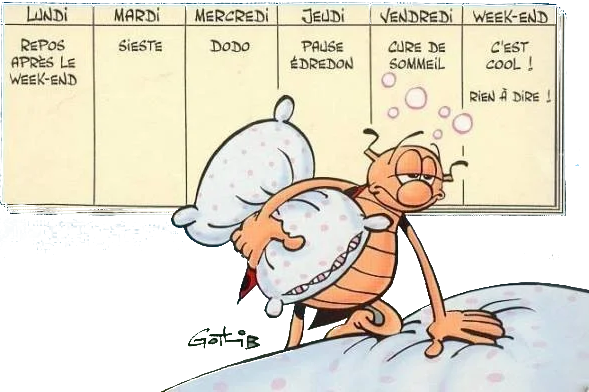 LUNDI MARDI MERCREDI JEUDI VENDREDI WEEK-END
REPOS
APRÈS LE
WEEK-END
SIESTE
DODO
PAUSE
ÉDREDON
CURE DE
SOMMEIL
C'EST
COOL !
RIEN À DIRE !
Gotlib